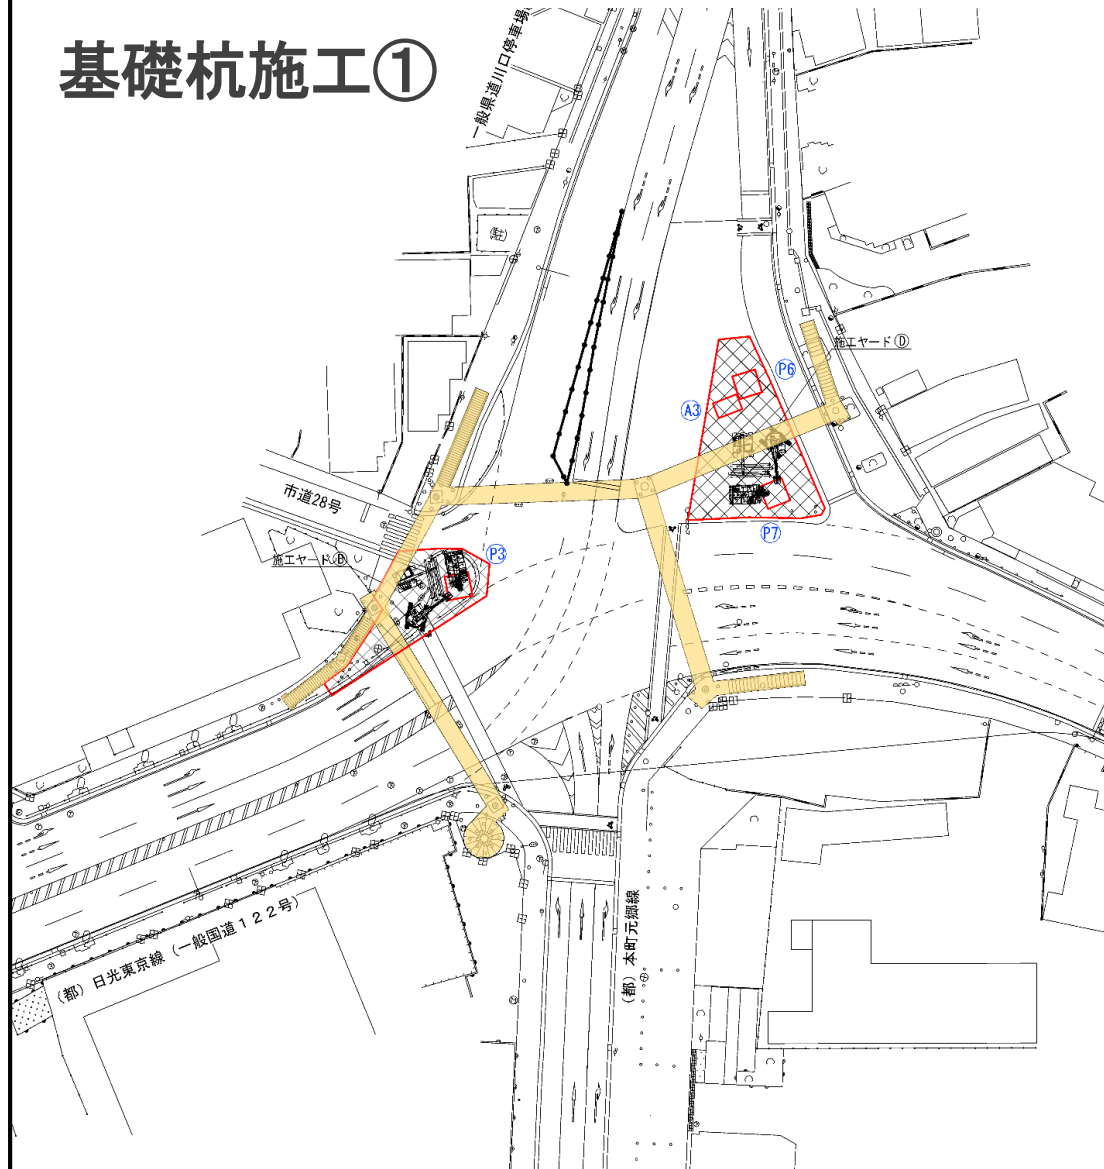 基礎杭施工①
一般県道川口停車場
施工ヤードⒹ
P6
A3
市道28号
P7
施工ヤードⒷ
P3
(都)日光東京線(一般国道122号)
(都)本町元郷線